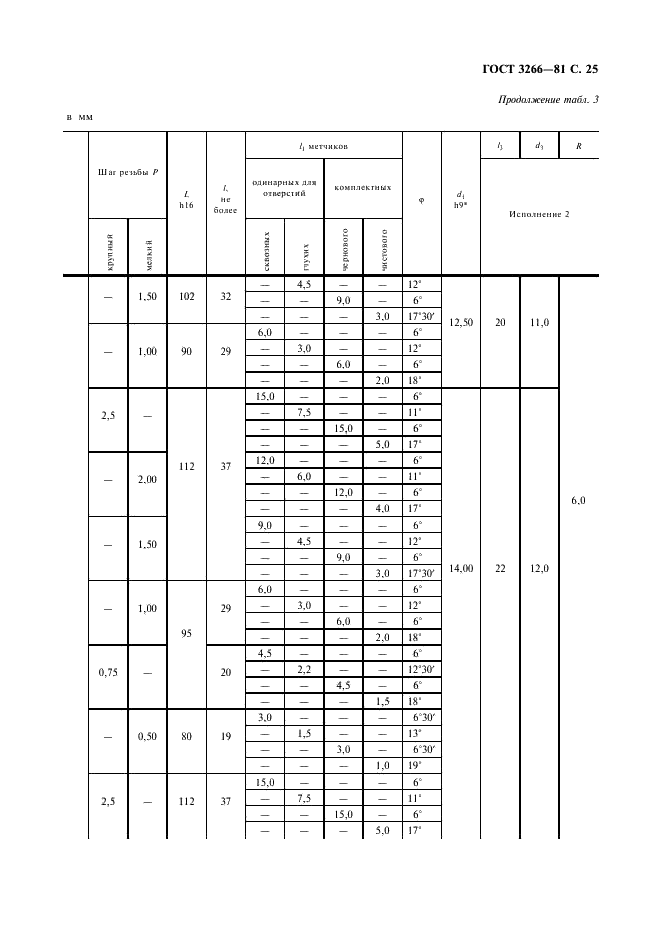 ГОСТ 3266—81 С. 25
Продолжение табл. 3
в мм
Шаг резьбы P
L h16
l, не более
l₁ метчиков
φ
d₁ h9*
l₃
d₃
R
одинарных для отверстий
комплектных
Исполнение 2
крупный
мелкий
сквозных
глухих
чернового
чистового
— 1,50 102 32 — 4,5 — — 12°
— — 9,0 — 6°
— — — 3,0 17°30′
12,50 20 11,0
— 1,00 90 29 6,0 — — — 6°
— 3,0 — — 12°
— — 6,0 — 6°
— — — 2,0 18°
2,5 — 112 37 15,0 — — — 6°
— 7,5 — — 11°
— — 15,0 — 6°
— — — 5,0 17°
— 2,00 12,0 — — — 6°
— 6,0 — — 11°
— — 12,0 — 6°
— — — 4,0 17°
6,0
— 1,50 9,0 — — — 6°
— 4,5 — — 12°
— — 9,0 — 6°
— — — 3,0 17°30′
14,00 22 12,0
— 1,00 95 29 6,0 — — — 6°
— 3,0 — — 12°
— — 6,0 — 6°
— — — 2,0 18°
0,75 — 20 4,5 — — — 6°
— 2,2 — — 12°30′
— — 4,5 — 6°
— — — 1,5 18°
— 0,50 80 19 3,0 — — — 6°30′
— 1,5 — — 13°
— — 3,0 — 6°30′
— — — 1,0 19°
2,5 — 112 37 15,0 — — — 6°
— 7,5 — — 11°
— — 15,0 — 6°
— — — 5,0 17°